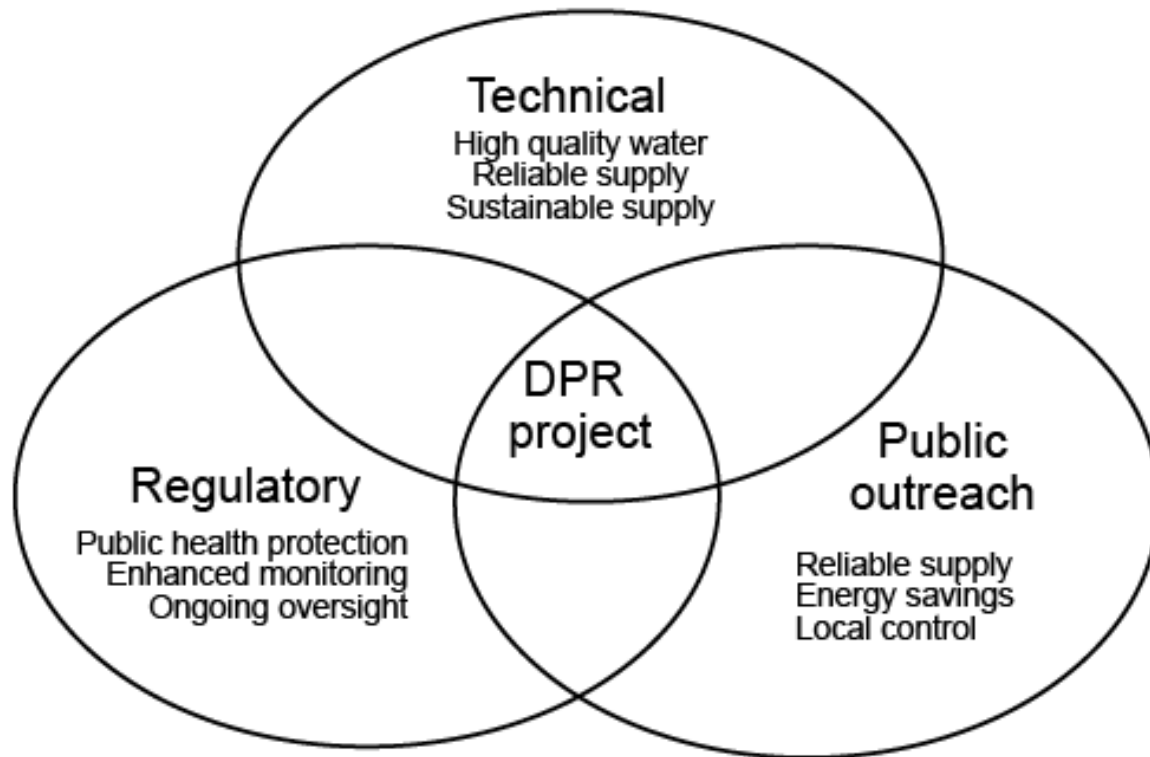 Technical
High quality water
Reliable supply
Sustainable supply
DPR
project
Regulatory
Public health protection
Enhanced monitoring
Ongoing oversight
Public
outreach
Reliable supply
Energy savings
Local control